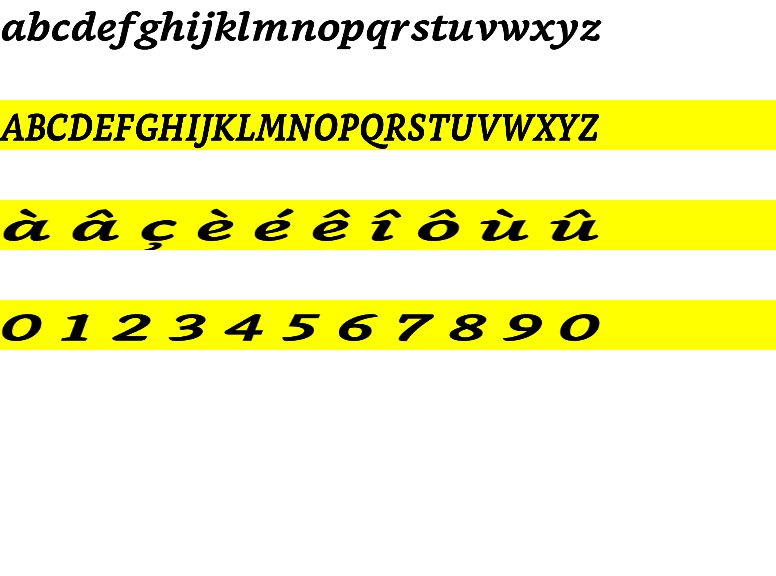 abcdefghijklmnopqrstuvwxyz
ABCDEFGHIJKLMNOPQRSTUVWXYZ
à â ç è é ê î ô ù û
0 1 2 3 4 5 6 7 8 9 0